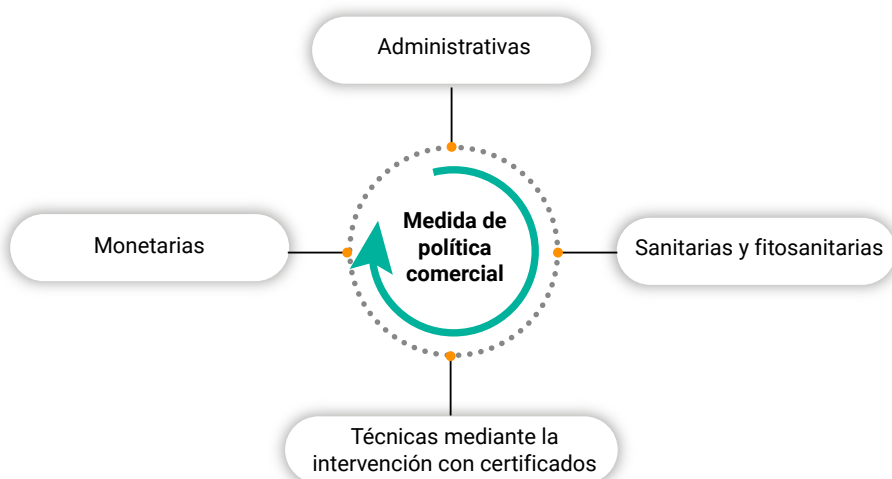 Administrativas
Monetarias
Medida de
política
comercial
Sanitarias y fitosanitarias
Técnicas mediante la
intervención con certificados